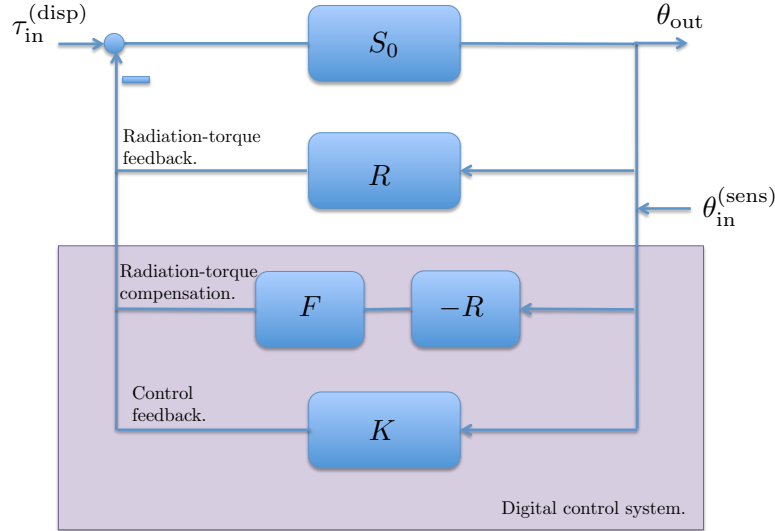 τ_in^(disp)
S_0
θ_out
Radiation-torque
feedback.
R
θ_in^(sens)
Radiation-torque
compensation.
F
−R
Control
feedback.
K
Digital control system.